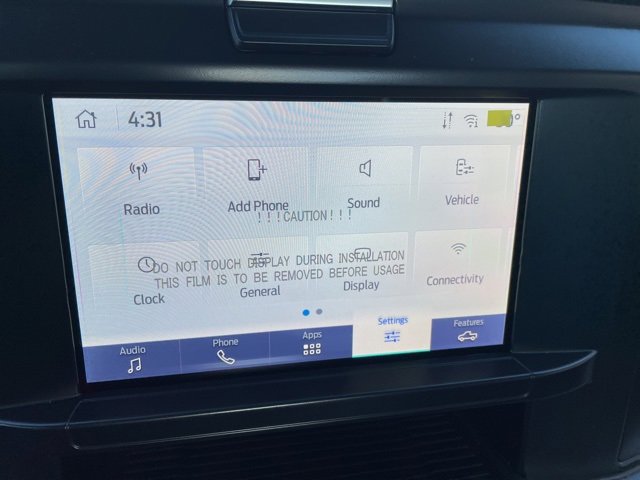 4:31
Radio
Add Phone
Sound
Vehicle
!!!CAUTION!!!
DO NOT TOUCH DISPLAY DURING INSTALLATION
THIS FILM IS TO BE REMOVED BEFORE USAGE
Clock
General
Display
Connectivity
Audio
Phone
Apps
Settings
Features